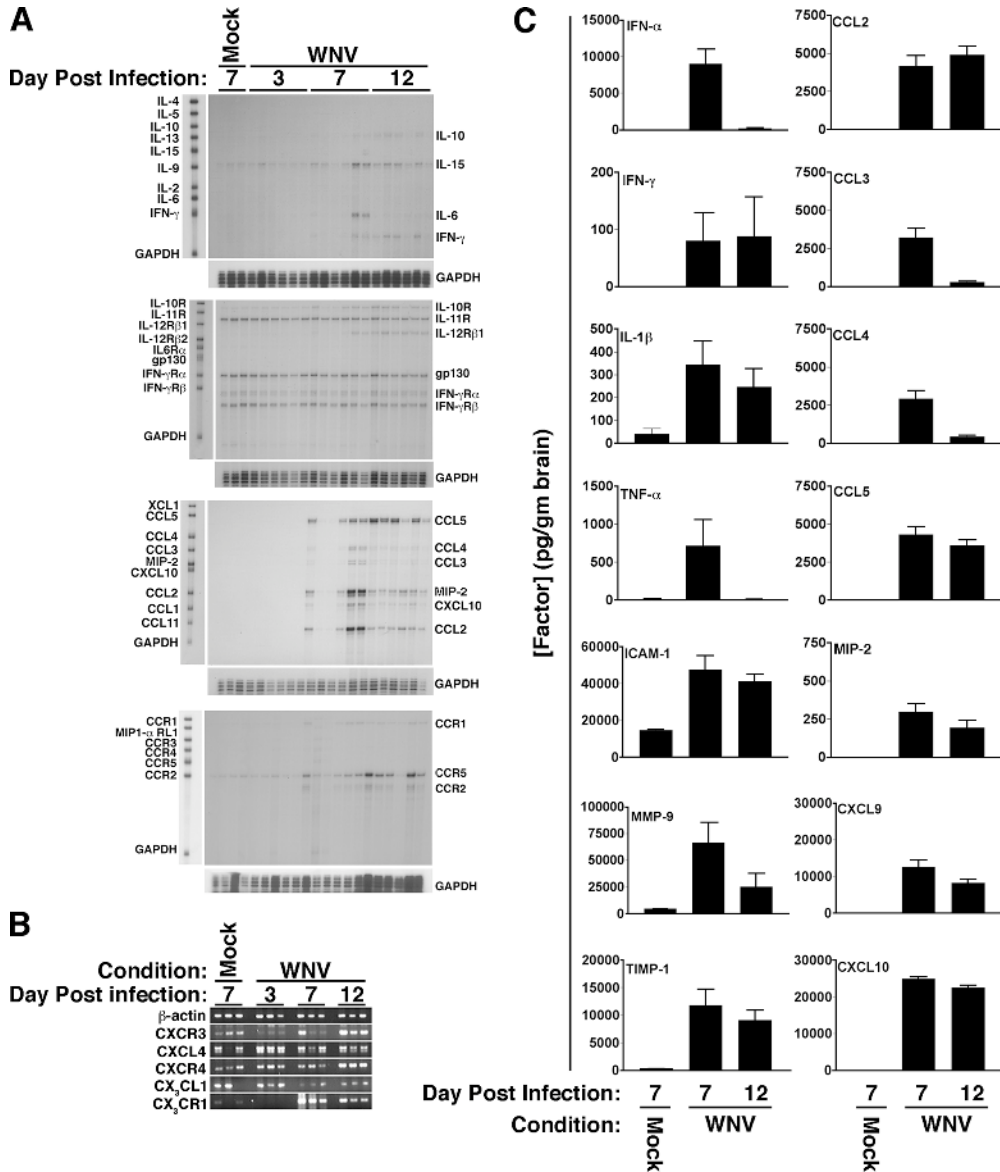 A
Mock
WNV
Day Post Infection: 7 3 7 12
IL-4
IL-5
IL-10
IL-13
IL-15
IL-9
IL-2
IL-6
IFN-γ
GAPDH
IL-10
IL-15
IL-6
IFN-γ
GAPDH
IL-10R
IL-11R
IL-12Rβ1
IL-12Rβ2
IL6Rα
gp130
IFN-γRα
IFN-γRβ
GAPDH
IL-10R
IL-11R
IL-12Rβ1
gp130
IFN-γRα
IFN-γRβ
GAPDH
XCL1
CCL5
CCL4
CCL3
MIP-2
CXCL10
CCL2
CCL1
CCL11
GAPDH
CCL5
CCL4
CCL3
MIP-2
CXCL10
CCL2
GAPDH
CCR1
MIP1-α RL1
CCR3
CCR4
CCR5
CCR2
GAPDH
CCR1
CCR5
CCR2
GAPDH
B
Condition: Mock WNV
Day Post infection: 7 3 7 12
β-actin
CXCR3
CXCL4
CXCR4
CX₃CL1
CX₃CR1
C
[Factor] (pg/gm brain)
IFN-α
15000
10000
5000
0
CCL2
7500
5000
2500
0
IFN-γ
200
100
0
CCL3
7500
5000
2500
0
IL-1β
500
400
300
200
100
0
CCL4
7500
5000
2500
0
TNF-α
1500
1000
500
0
CCL5
7500
5000
2500
0
ICAM-1
60000
40000
20000
0
MIP-2
750
500
250
0
MMP-9
100000
75000
50000
25000
0
CXCL9
30000
20000
10000
0
TIMP-1
20000
15000
10000
5000
0
CXCL10
30000
20000
10000
0
Day Post Infection: 7 7 12 7 7 12
Condition: Mock WNV Mock WNV